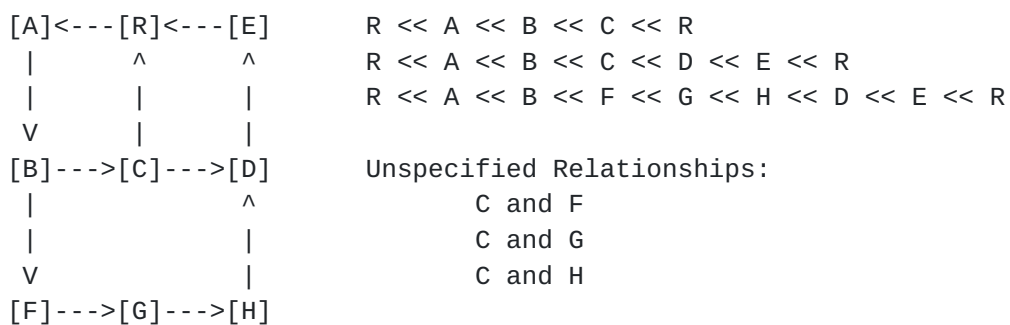 [A]<---[R]<---[E]      R << A << B << C << R
 |      ^      ^       R << A << B << C << D << E << R
 |      |      |       R << A << B << F << G << H << D << E << R
 V      |      |
[B]--->[C]--->[D]      Unspecified Relationships:
 |             ^              C and F
 |             |              C and G
 V             |              C and H
[F]--->[G]--->[H]